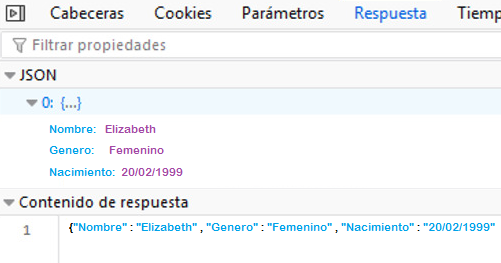 Cabeceras Cookies Parámetros Respuesta Tiemp
Filtrar propiedades
JSON
0: {...}
Nombre: Elizabeth
Genero: Femenino
Nacimiento: 20/02/1999
Contenido de respuesta
1 {"Nombre" : "Elizabeth" , "Genero" : "Femenino" , "Nacimiento" : "20/02/1999"